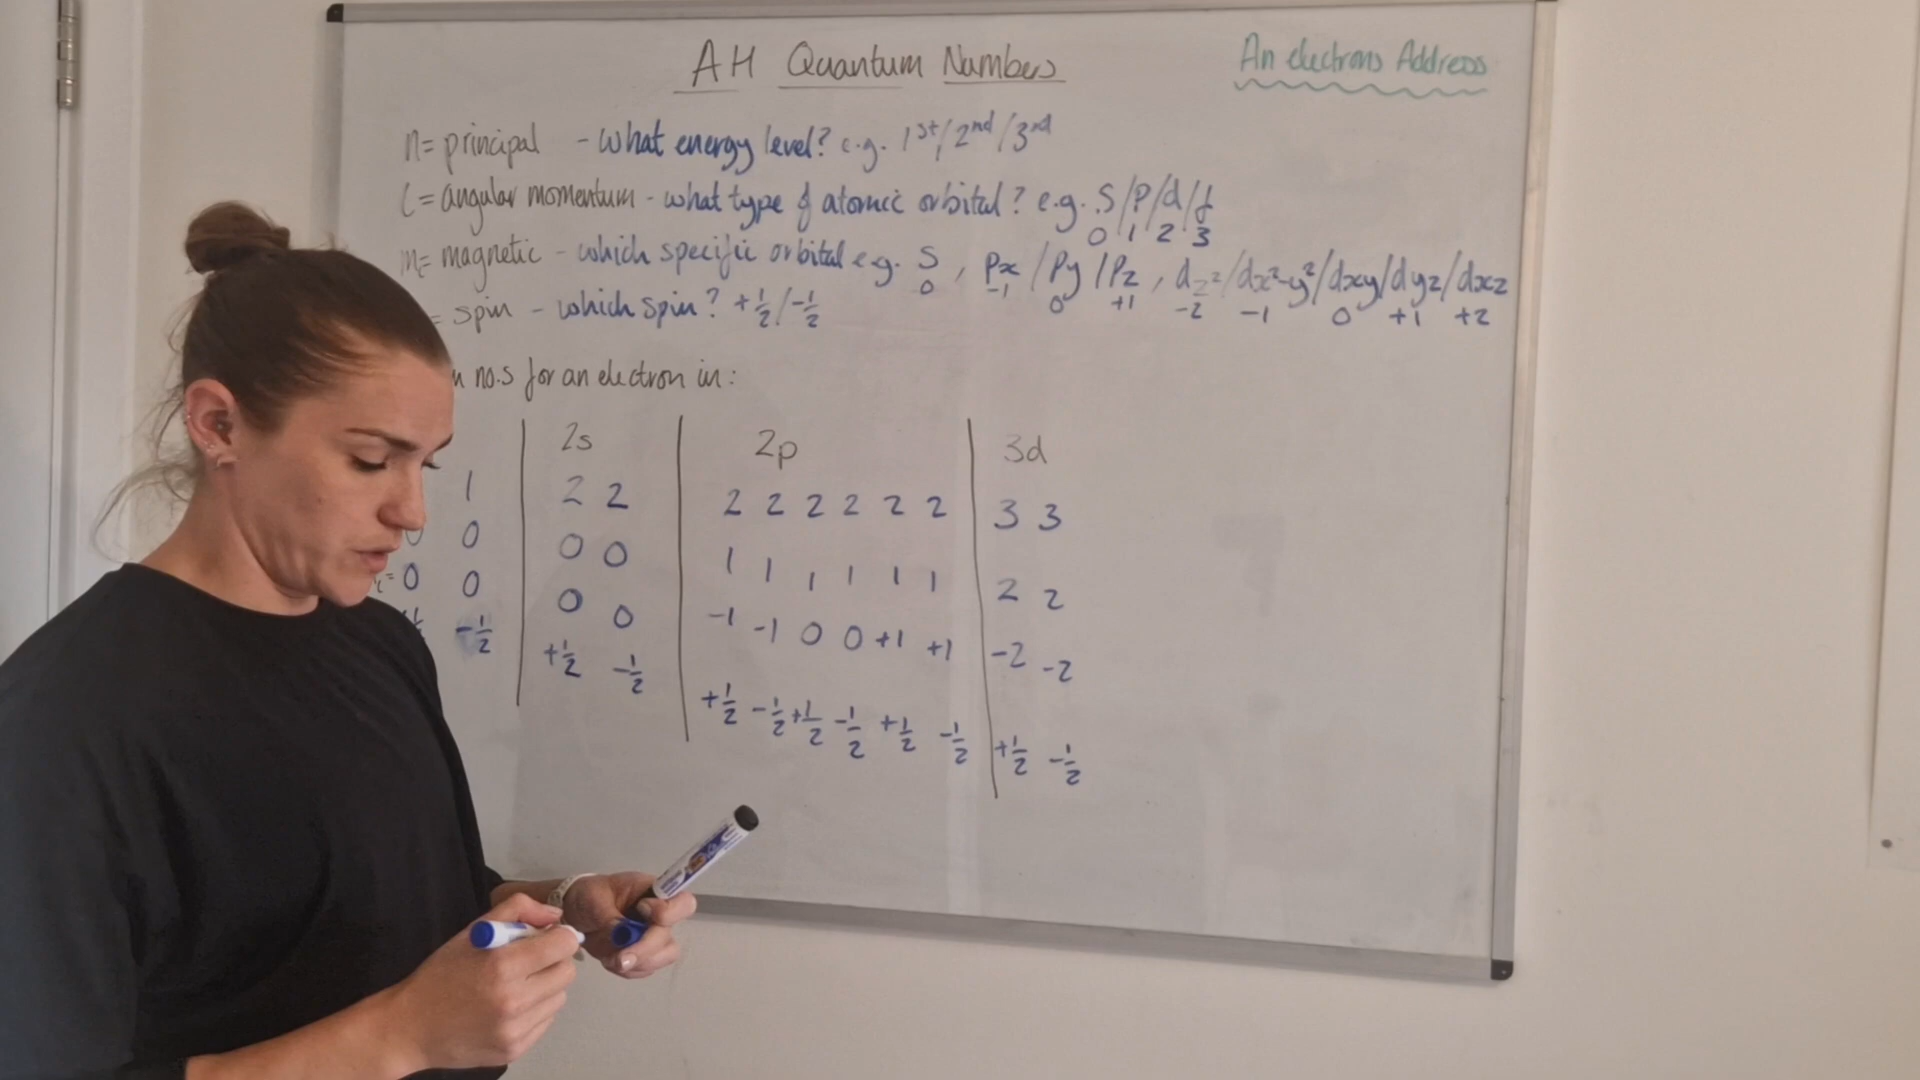 AH Quantum Numbers
An electrons Address
n= principal - What energy level? e.g. 1st/2nd/3rd
l= angular momentum - what type of atomic orbital? e.g. S/P/d/f
0 1 2 3
ml= magnetic - which specific orbital e.g. S, Px/Py/Pz, dz²/dx²-y²/dxy/dyz/dxz
0 -1 0 +1 -2 -1 0 +1 +2
= spin - which spin? +1/2/-1/2
no.s for an electron in:
2s 2p 3d
1 2 2 2 2 2 2 2 2 3 3
0 0 0 0 1 1 1 1 1 1 2 2
= 0 0 0 0 -1 -1 0 0 +1 +1 -2 -2
-1/2 +1/2 -1/2 +1/2 -1/2 +1/2 -1/2 +1/2 -1/2 +1/2 -1/2